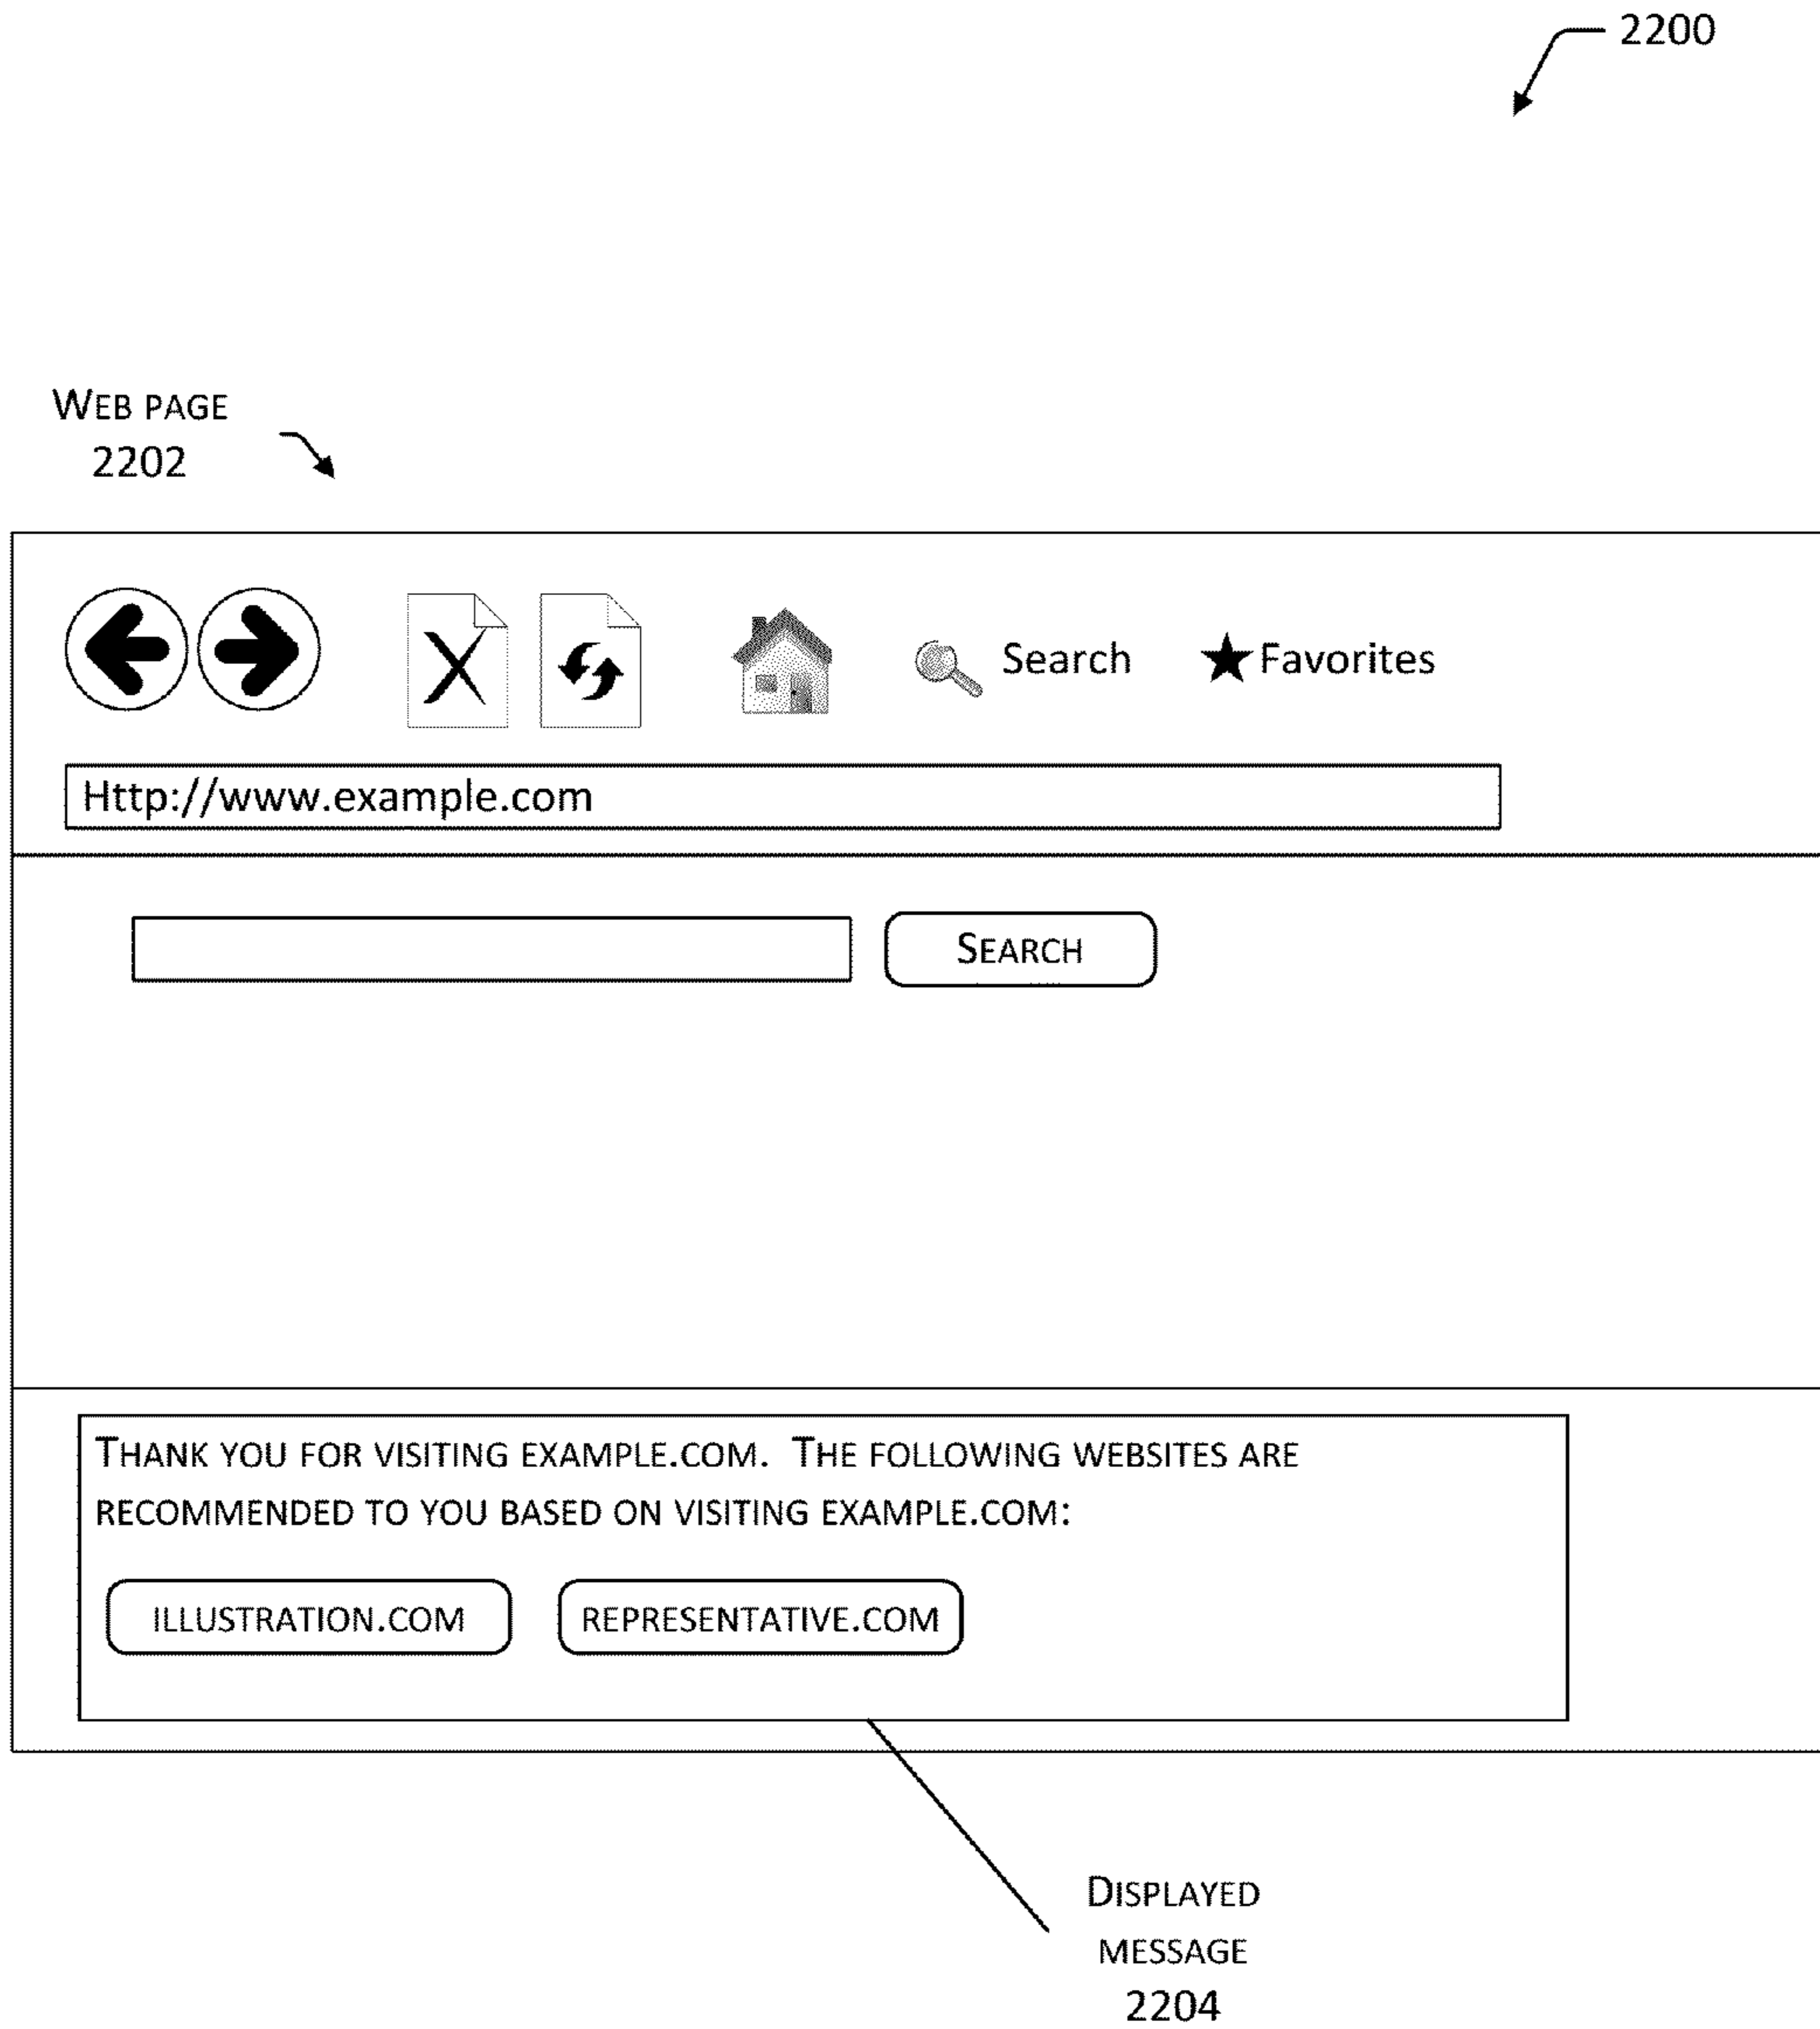 2200
WEB PAGE
2202
Search
Favorites
Http://www.example.com
SEARCH
THANK YOU FOR VISITING EXAMPLE.COM. THE FOLLOWING WEBSITES ARE
RECOMMENDED TO YOU BASED ON VISITING EXAMPLE.COM:
ILLUSTRATION.COM
REPRESENTATIVE.COM
DISPLAYED
MESSAGE
2204